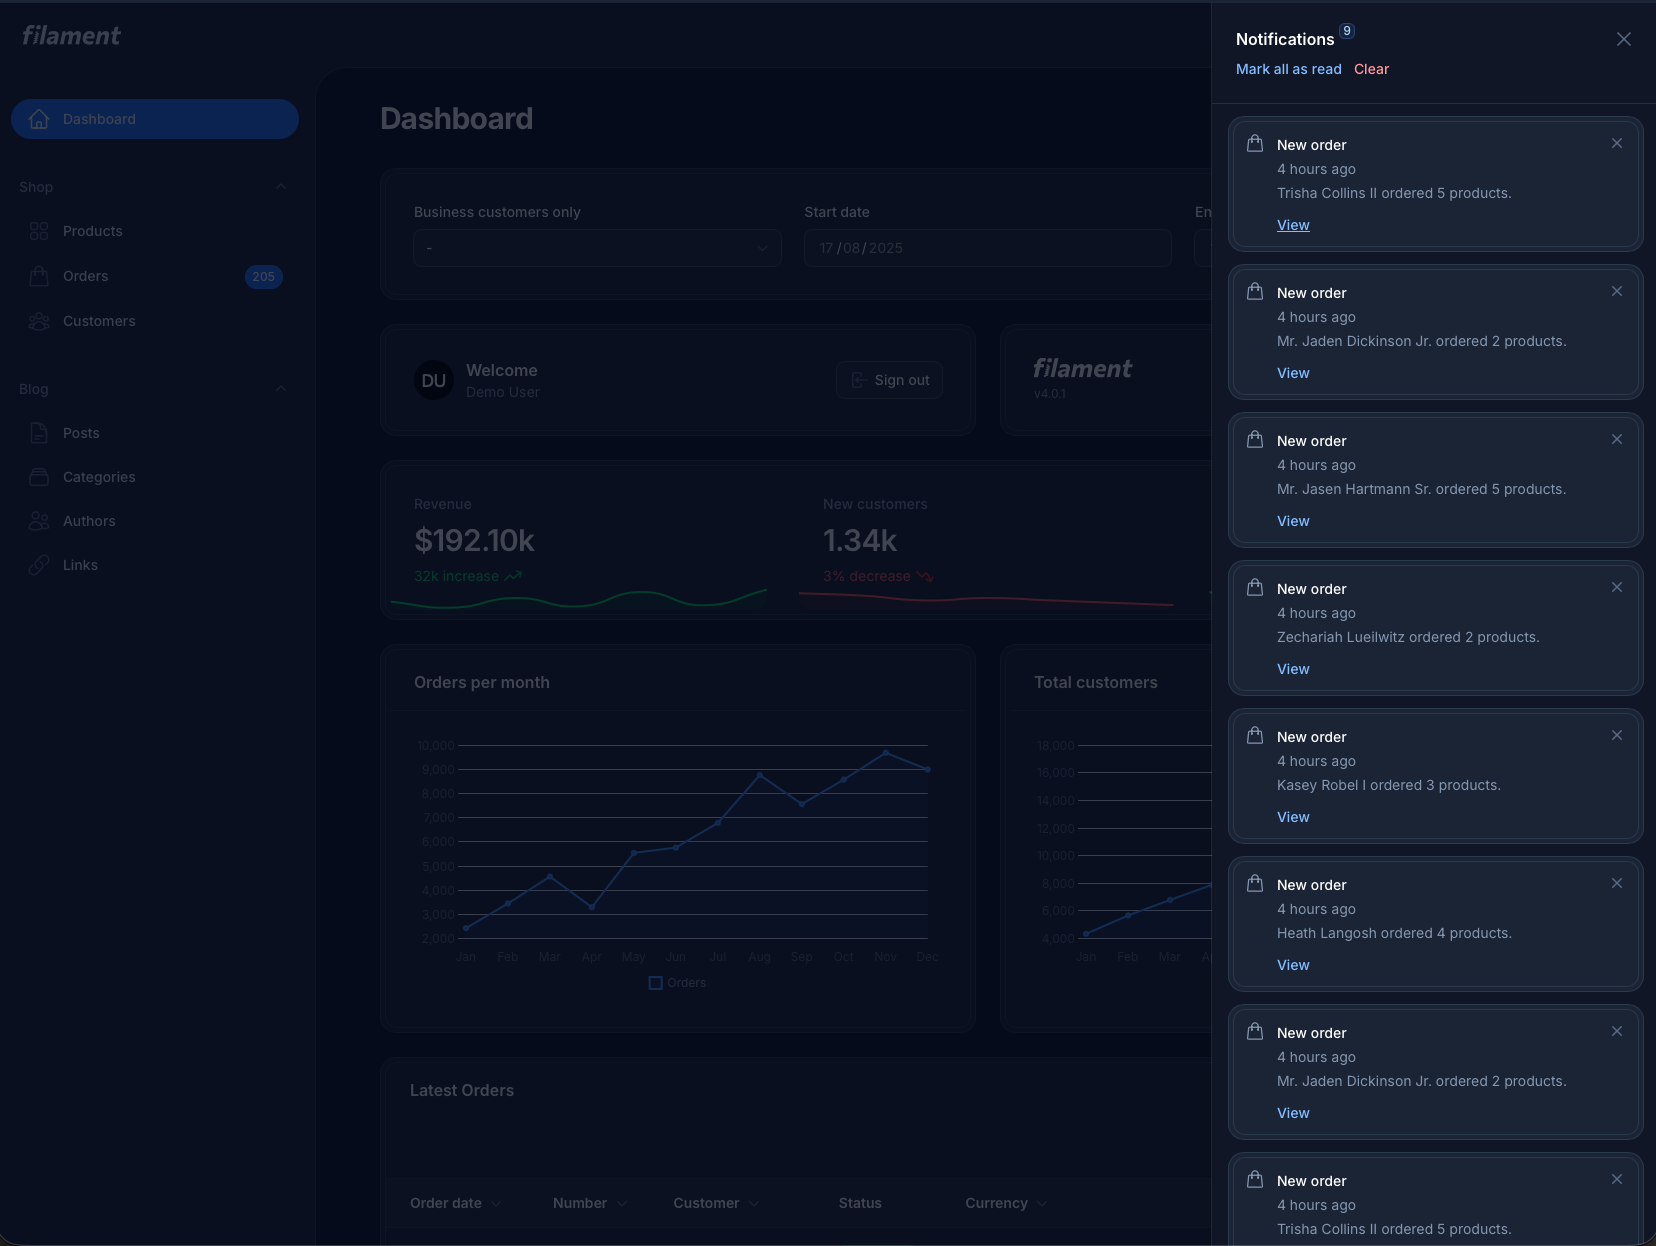 filament
Dashboard
Shop
Products
Orders 205
Customers
Blog
Posts
Categories
Authors
Links
Dashboard
Business customers only
-
Start date
17/08/2025
En
DU
Welcome
Demo User
Sign out
filament
v4.0.1
Revenue
$192.10k
32k increase
New customers
1.34k
3% decrease
Orders per month
10,000
9,000
8,000
7,000
6,000
5,000
4,000
3,000
2,000
Jan Feb Mar Apr May Jun Jul Aug Sep Oct Nov Dec
Orders
Total customers
18,000
16,000
14,000
12,000
10,000
8,000
6,000
4,000
Jan Feb Mar
Latest Orders
Order date Number Customer Status Currency
Notifications 9
Mark all as read Clear
New order
4 hours ago
Trisha Collins II ordered 5 products.
View
New order
4 hours ago
Mr. Jaden Dickinson Jr. ordered 2 products.
View
New order
4 hours ago
Mr. Jasen Hartmann Sr. ordered 5 products.
View
New order
4 hours ago
Zechariah Lueilwitz ordered 2 products.
View
New order
4 hours ago
Kasey Robel I ordered 3 products.
View
New order
4 hours ago
Heath Langosh ordered 4 products.
View
New order
4 hours ago
Mr. Jaden Dickinson Jr. ordered 2 products.
View
New order
4 hours ago
Trisha Collins II ordered 5 products.